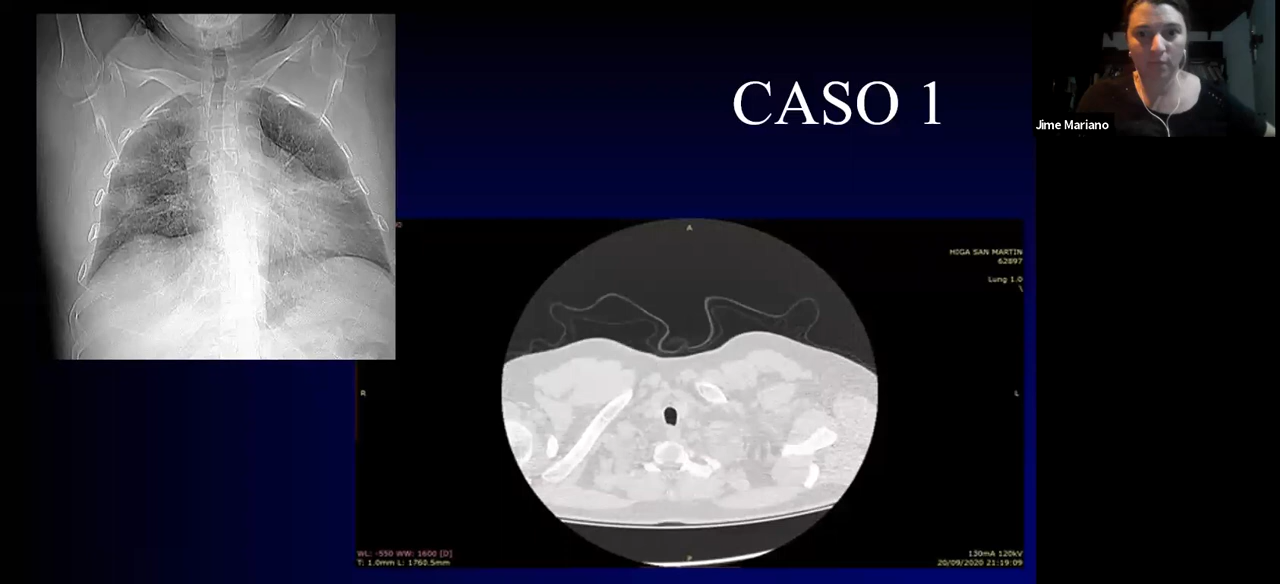 CASO 1
Jime Mariano
A
HIGA SAN MARTIN
62897
Lung 1.0
\
R
L
WL: -550 WW: 1600 [D]
T: 1.0mm L: 1760.5mm
P
130mA 120kV
20/09/2020 21:19:09